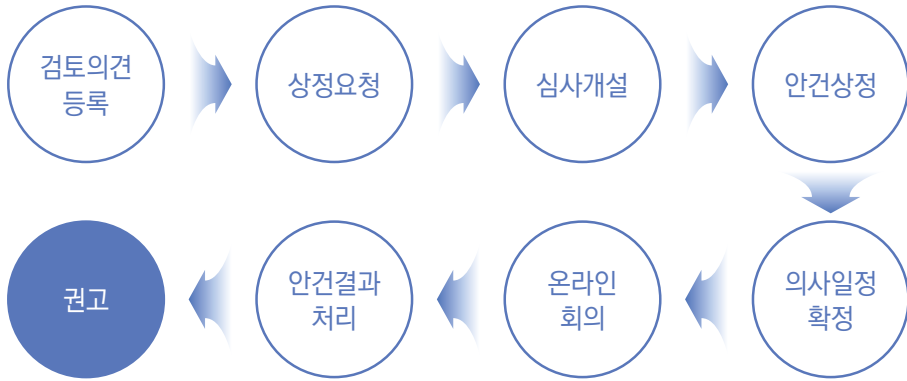 검토의견
등록
상정요청
심사개설
안건상정
의사일정
확정
온라인
회의
안건결과
처리
권고